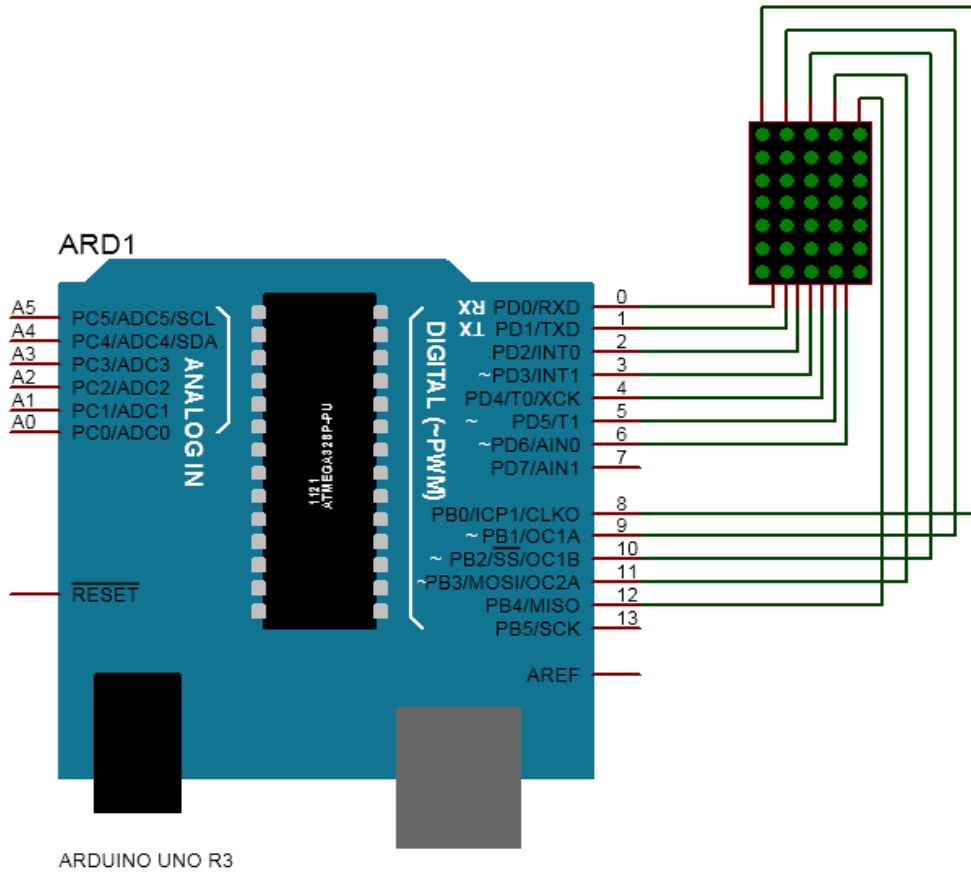 ARD1
A5
A4
A3
A2
A1
A0
PC5/ADC5/SCL
PC4/ADC4/SDA
PC3/ADC3
PC2/ADC2
PC1/ADC1
PC0/ADC0
ANALOG IN
RESET
1121
ATMEGA328P-PU
DIGITAL (~PWM)
RX PD0/RXD 0
TX PD1/TXD 1
PD2/INT0 2
~PD3/INT1 3
PD4/T0/XCK 4
~ PD5/T1 5
~PD6/AIN0 6
PD7/AIN1 7
PB0/ICP1/CLKO 8
~PB1/OC1A 9
~ PB2/SS/OC1B 10
~PB3/MOSI/OC2A 11
PB4/MISO 12
PB5/SCK 13
AREF
ARDUINO UNO R3